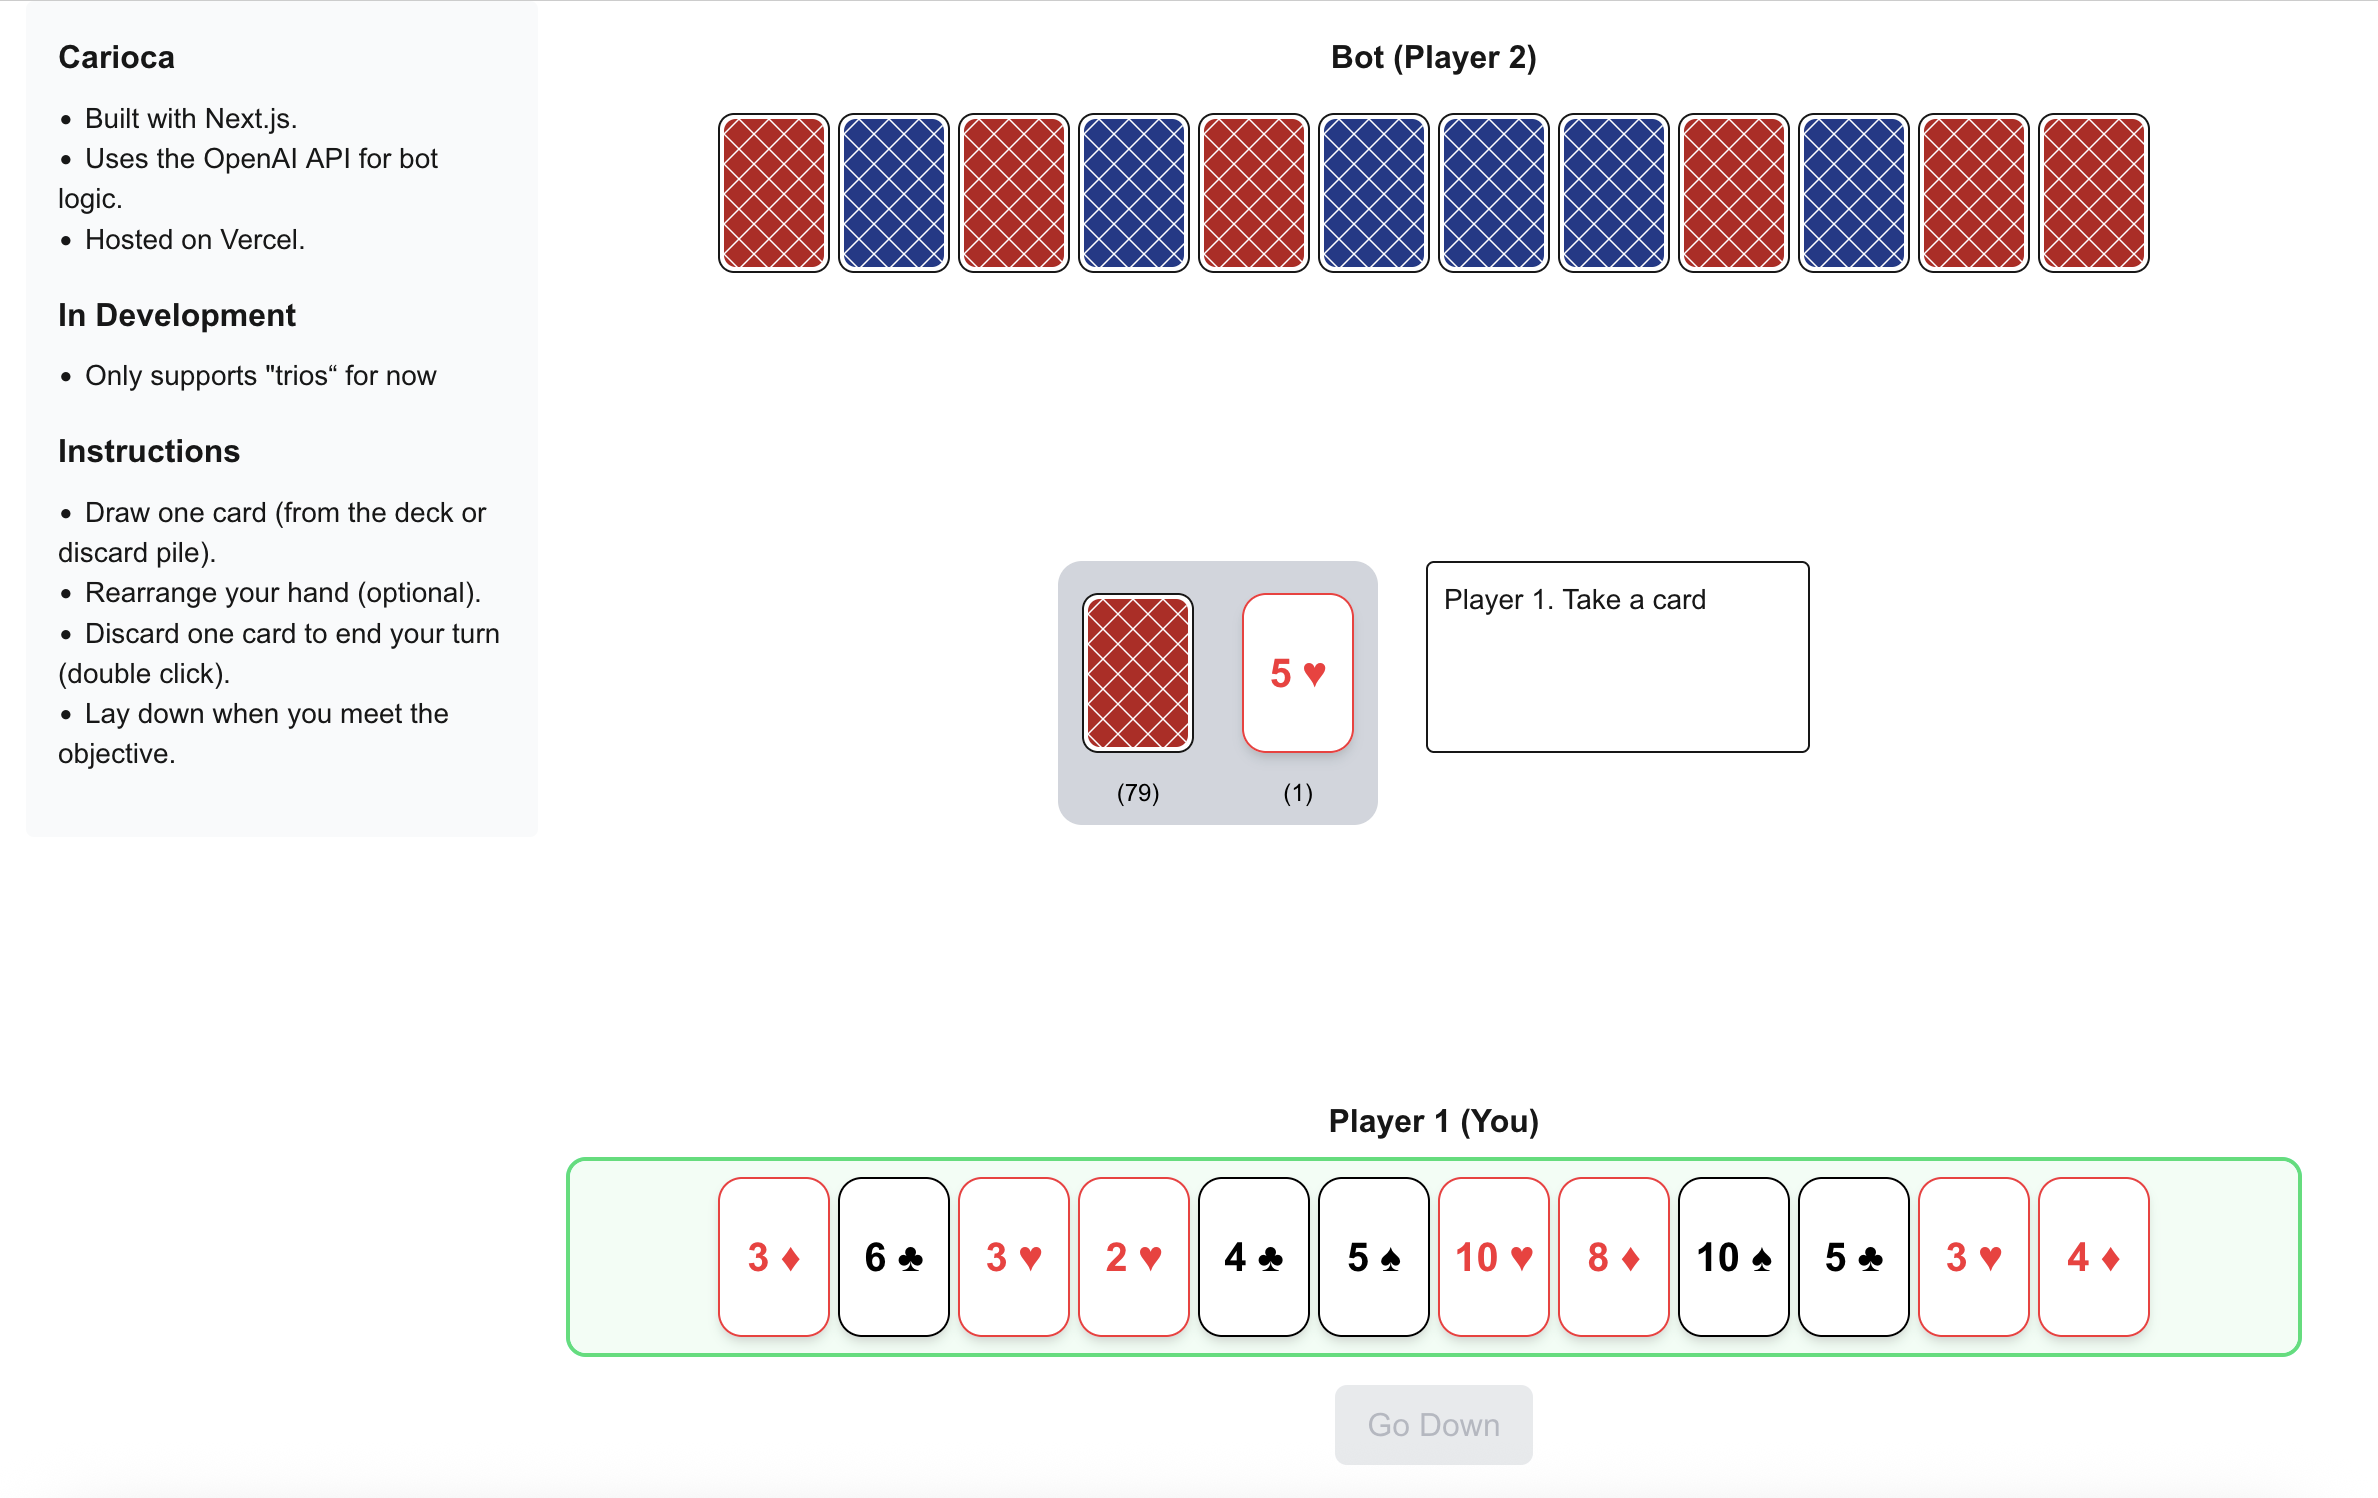 Carioca
• Built with Next.js.
• Uses the OpenAI API for bot
logic.
• Hosted on Vercel.
In Development
• Only supports "trios“ for now
Instructions
• Draw one card (from the deck or
discard pile).
• Rearrange your hand (optional).
• Discard one card to end your turn
(double click).
• Lay down when you meet the
objective.
Bot (Player 2)
5 ♥
(79)
(1)
Player 1. Take a card
Player 1 (You)
3 ♦
6 ♣
3 ♥
2 ♥
4 ♣
5 ♠
10 ♥
8 ♦
10 ♠
5 ♣
3 ♥
4 ♦
Go Down